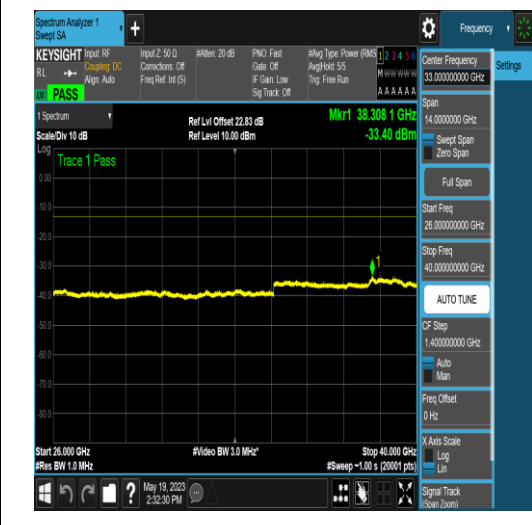 Spectrum Analyzer 1
Swept SA
Frequency
KEYSIGHT
RL
PASS
Input: RF
Coupling: DC
Align: Auto
Input Z: 50 Ω
Corrections: Off
Freq Ref: Int (S)
#Atten: 20 dB
PNO: Fast
Gate: Off
IF Gain: Low
Sig Track: Off
#Avg Type: Power (RMS)
Avg|Hold: 5/5
Trig: Free Run
1 2 3 4 5 6
M w w w w w
A A A A A A
1 Spectrum
Scale/Div 10 dB
Ref Lvl Offset 22.83 dB
Ref Level 10.00 dBm
Mkr1 38.308 1 GHz
-33.40 dBm
Log
Trace 1 Pass
0.00
-10.0
-20.0
-30.0
-40.0
-50.0
-60.0
-70.0
-80.0
1
Start 26.000 GHz
#Res BW 1.0 MHz
#Video BW 3.0 MHz*
Stop 40.000 GHz
#Sweep ~1.00 s (20001 pts)
May 19, 2023
2:32:30 PM
Center Frequency
33.000000000 GHz
Settings
Span
14.0000000 GHz
Swept Span
Zero Span
Full Span
Start Freq
26.000000000 GHz
Stop Freq
40.000000000 GHz
AUTO TUNE
CF Step
1.400000000 GHz
Auto
Man
Freq Offset
0 Hz
X Axis Scale
Log
Lin
Signal Track
(Span Zoom)